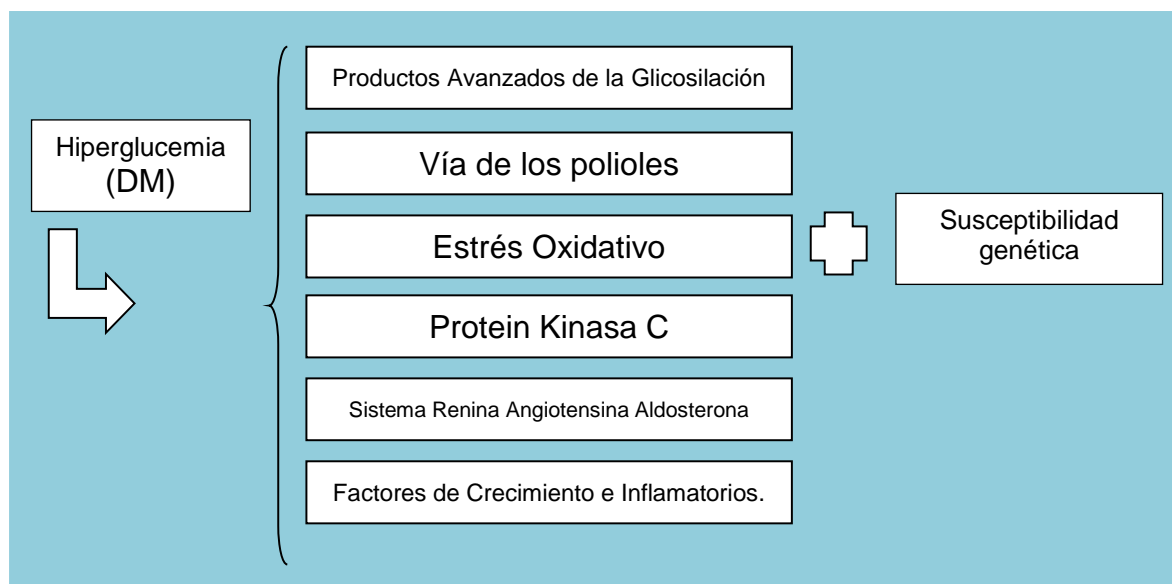 Hiperglucemia
(DM)
Productos Avanzados de la Glicosilación
Vía de los polioles
Estrés Oxidativo
Protein Kinasa C
Sistema Renina Angiotensina Aldosterona
Factores de Crecimiento e Inflamatorios.
Susceptibilidad
genética